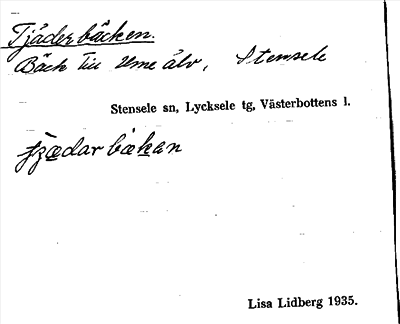 Tjäderbäcken.
Bäck till Ume älv, Stensele
Stensele sn, Lycksele tg, Västerbottens l.
Lisa Lidberg 1935.